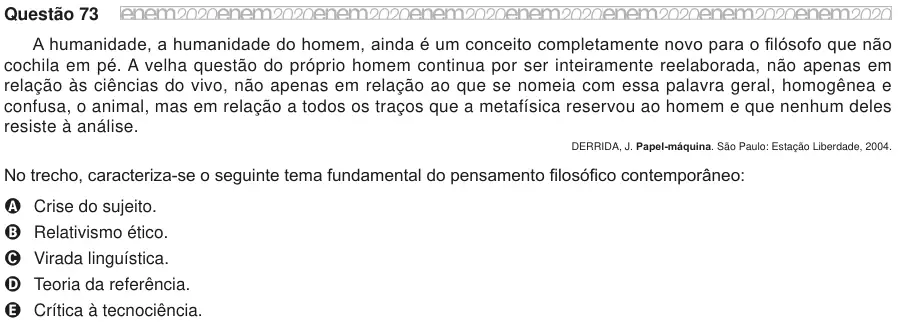 Questão 73 enem2020enem2020enem2020enem2020enem2020enem2020enem2020enem2020
A humanidade, a humanidade do homem, ainda é um conceito completamente novo para o filósofo que não
cochila em pé. A velha questão do próprio homem continua por ser inteiramente reelaborada, não apenas em
relação às ciências do vivo, não apenas em relação ao que se nomeia com essa palavra geral, homogênea e
confusa, o animal, mas em relação a todos os traços que a metafísica reservou ao homem e que nenhum deles
resiste à análise.
DERRIDA, J. Papel-máquina. São Paulo: Estação Liberdade, 2004.
No trecho, caracteriza-se o seguinte tema fundamental do pensamento filosófico contemporâneo:
A Crise do sujeito.
B Relativismo ético.
C Virada linguística.
D Teoria da referência.
E Crítica à tecnociência.